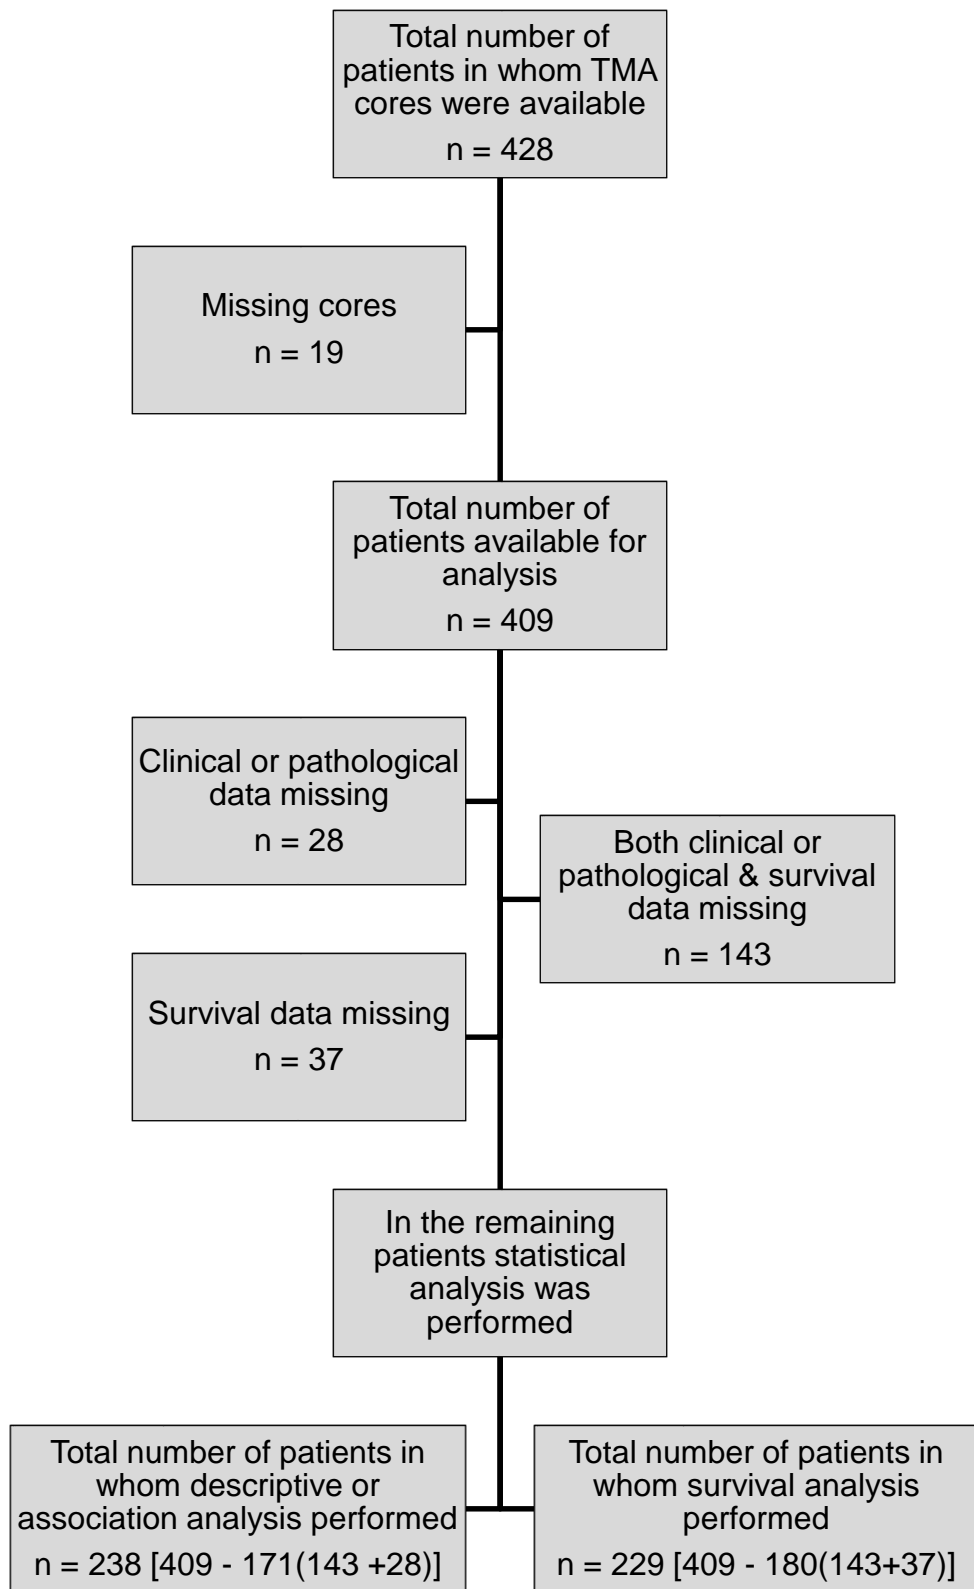 Total number of
patients in whom TMA
cores were available
n = 428
Missing cores
n = 19
Total number of
patients available for
analysis
n = 409
Clinical or pathological
data missing
n = 28
Both clinical or
pathological & survival
data missing
n = 143
Survival data missing
n = 37
In the remaining
patients statistical
analysis was
performed
Total number of patients in
whom descriptive or
association analysis performed
n = 238 [409 - 171(143 +28)]
Total number of patients in
whom survival analysis
performed
n = 229 [409 - 180(143+37)]